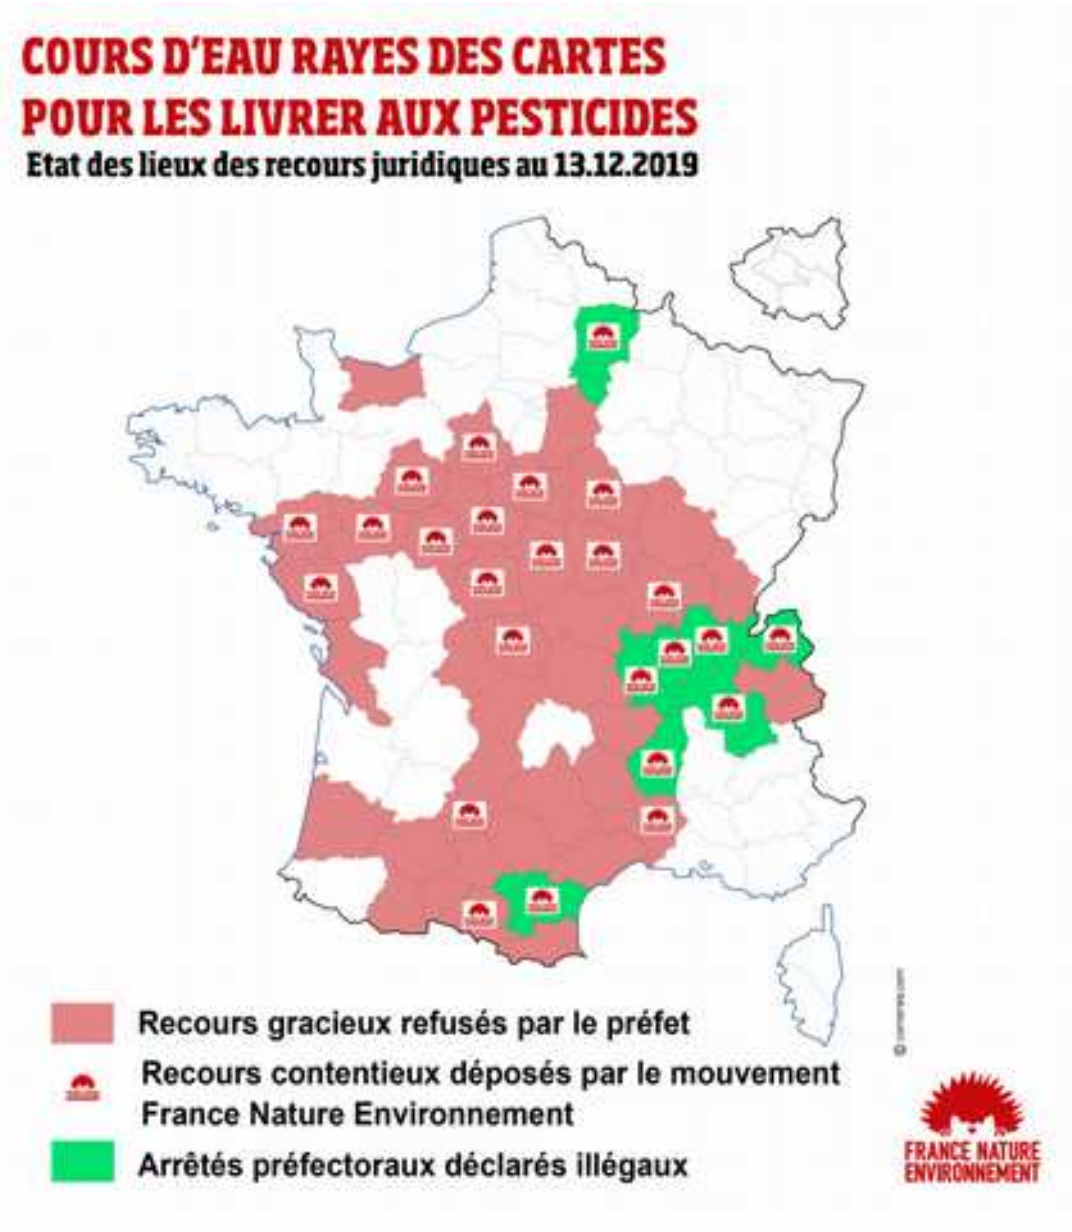 COURS D'EAU RAYES DES CARTES
POUR LES LIVRER AUX PESTICIDES
Etat des lieux des recours juridiques au 13.12.2019
Recours gracieux refusés par le préfet
Recours contentieux déposés par le mouvement
France Nature Environnement
Arrêtés préfectoraux déclarés illégaux
FRANCE NATURE
ENVIRONNEMENT